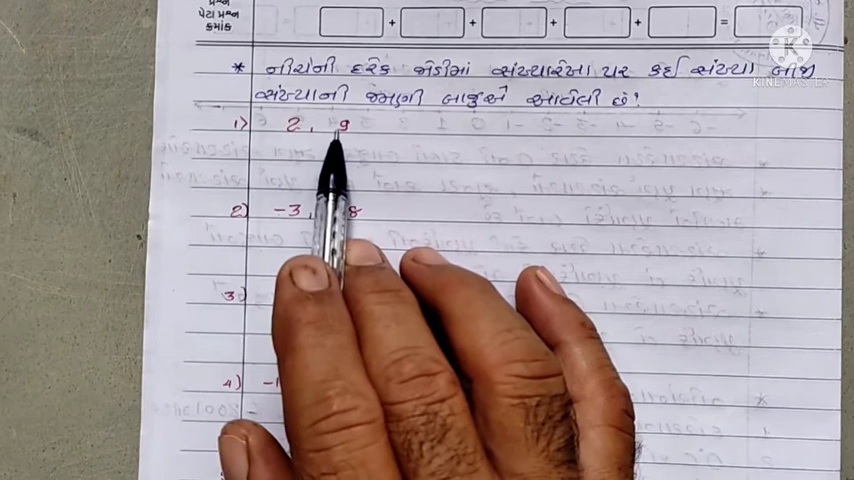 પ્રશ્ન
પેટા પ્રશ્ન
ક્રમાંક
+ + + + =
K
KINEMASTER
* નીચેની દરેક જોડીમાં સંખ્યારેખા પર કઈ સંખ્યા બીજી
સંખ્યાની જમણી બાજુએ આવેલી છે?
1) 2, 9
2) -3, 8
3)
4) -1